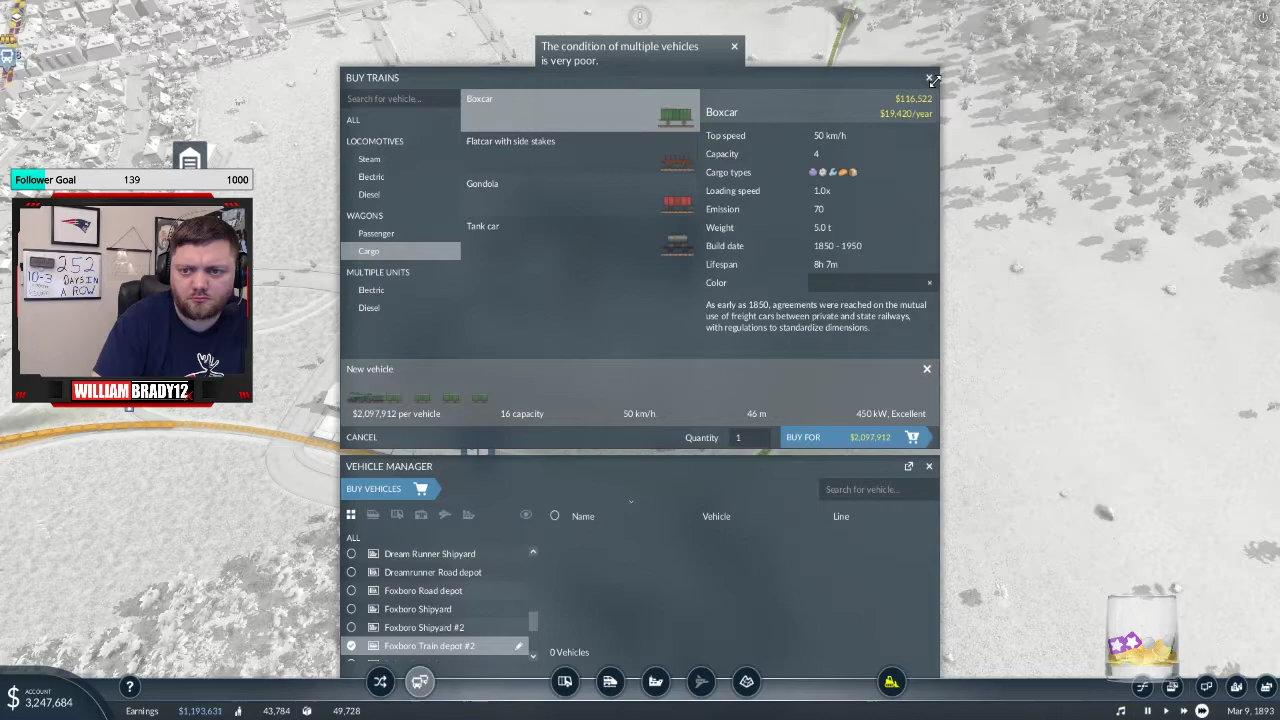 The condition of multiple vehicles
is very poor.
BUY TRAINS
Search for vehicle...
ALL
LOCOMOTIVES
Steam
Electric
Diesel
WAGONS
Passenger
Cargo
MULTIPLE UNITS
Electric
Diesel
Boxcar
Flatcar with side stakes
Gondola
Tank car
$116,522
Boxcar
$19,420/year
Top speed 50 km/h
Capacity 4
Cargo types
Loading speed 1.0x
Emission 70
Weight 5.0 t
Build date 1850 - 1950
Lifespan 8h 7m
Color
As early as 1850, agreements were reached on the mutual
use of freight cars between private and state railways,
with regulations to standardize dimensions.
New vehicle
$2,097,912 per vehicle 16 capacity 50 km/h 46 m 450 kW, Excellent
CANCEL Quantity 1 BUY FOR $2,097,912
VEHICLE MANAGER
BUY VEHICLES
Search for vehicle...
Name Vehicle Line
ALL
Dream Runner Shipyard
Dreamrunner Road depot
Foxboro Road depot
Foxboro Shipyard
Foxboro Shipyard #2
Foxboro Train depot #2
0 Vehicles
Follower Goal 139 1000
10-3
252
DAYS IN
A ROW
WILLIAM BRADY12
$ ACCOUNT
3,247,684
?
Earnings $1,193,631 43,784 49,728
Mar 9, 1893